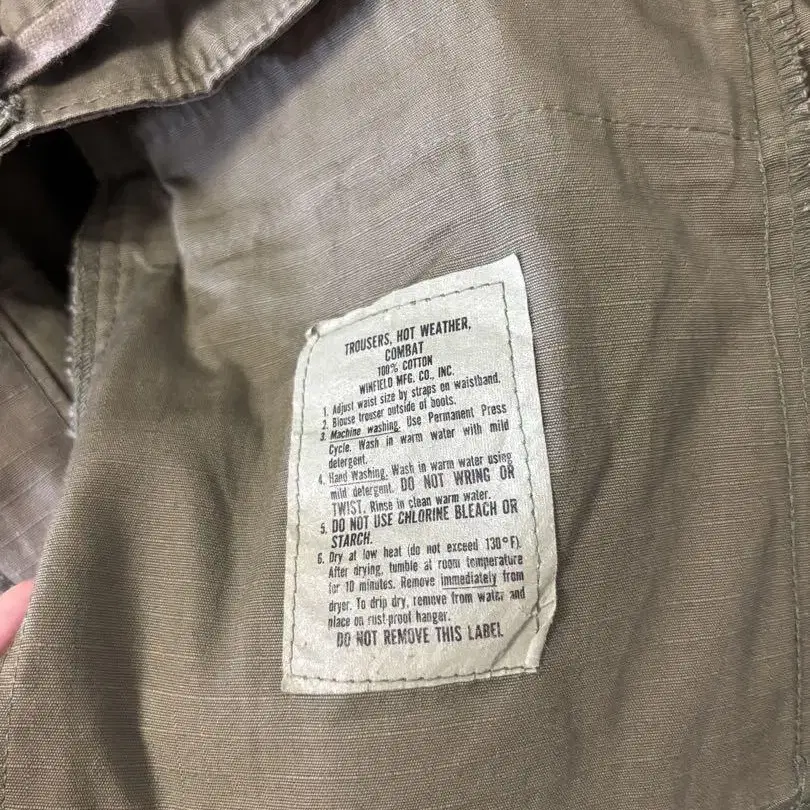 TROUSERS, HOT WEATHER,
COMBAT
100% COTTON
WINFIELD MFG. CO., INC.
1. Adjust waist size by straps on waistband.
2. Blouse trouser outside of boots.
3. Machine washing. Use Permanent Press
Cycle. Wash in warm water with mild
detergent.
4. Hand Washing. Wash in warm water using
mild detergent. DO NOT WRING OR
TWIST. Rinse in clean warm water.
5. DO NOT USE CHLORINE BLEACH OR
STARCH.
6. Dry at low heat (do not exceed 130°F).
After drying, tumble at room temperature
for 10 minutes. Remove immediately from
dryer. To drip dry, remove from water and
place on rust proof hanger.
DO NOT REMOVE THIS LABEL